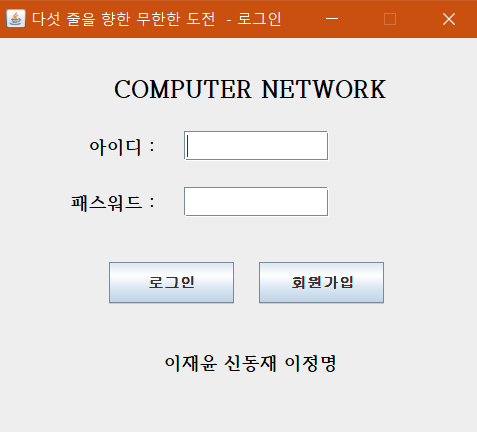 다섯 줄을 향한 무한한 도전 - 로그인
COMPUTER NETWORK
아이디 :
패스워드 :
로그인 회원가입
이재윤 신동재 이정명